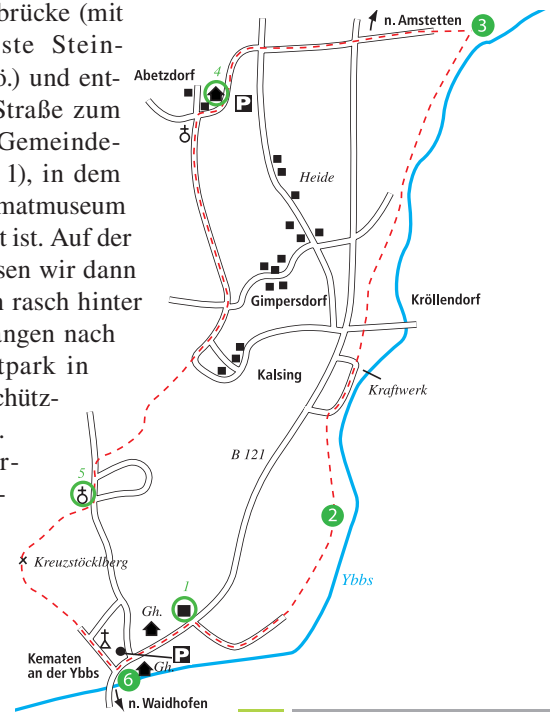 brücke (mit
ste Stein-
ö.) und ent-
Straße zum
Gemeinde-
1), in dem
matmuseum
t ist. Auf der
sen wir dann
n rasch hinter
angen nach
tpark in
chütz-
.
r-
-
n. Amstetten
3
Abetzdorf
4
P
Heide
Gimpersdorf
Kröllendorf
Kalsing
Kraftwerk
B 121
5
2
Kreuzstöcklberg
Ybbs
1
Gh.
Kematen
an der Ybbs
P
Gh.
6
n. Waidhofen